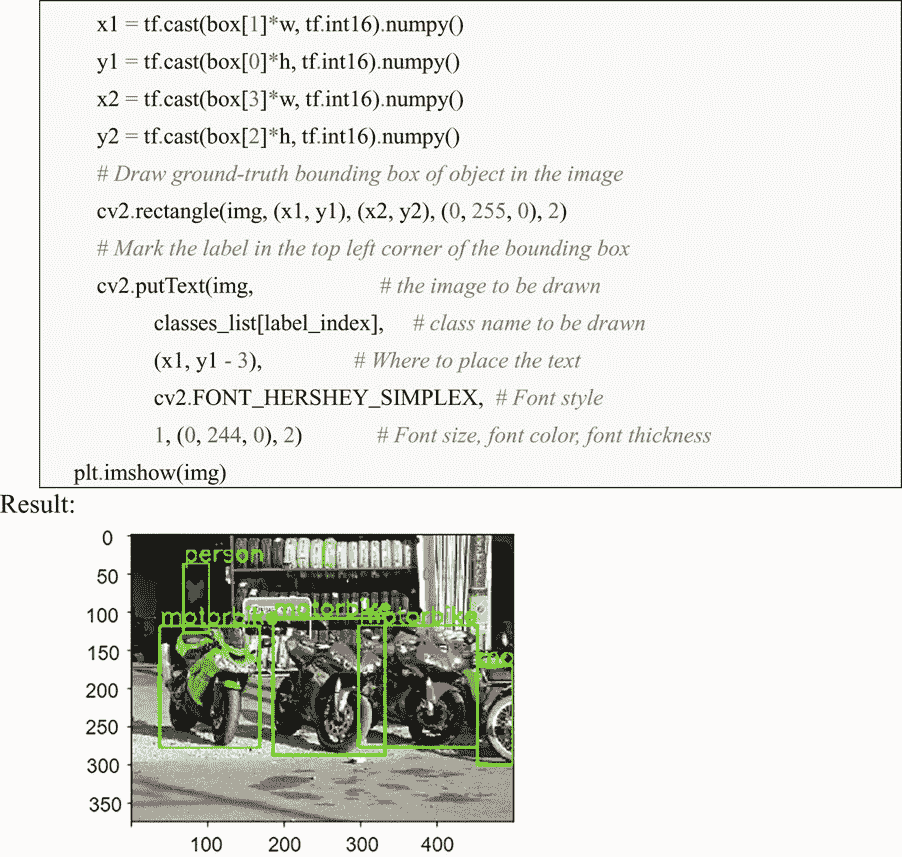 x1 = tf.cast(box[1]*w, tf.int16).numpy()
y1 = tf.cast(box[0]*h, tf.int16).numpy()
x2 = tf.cast(box[3]*w, tf.int16).numpy()
y2 = tf.cast(box[2]*h, tf.int16).numpy()
# Draw ground-truth bounding box of object in the image
cv2.rectangle(img, (x1, y1), (x2, y2), (0, 255, 0), 2)
# Mark the label in the top left corner of the bounding box
cv2.putText(img, # the image to be drawn
classes_list[label_index], # class name to be drawn
(x1, y1 - 3), # Where to place the text
cv2.FONT_HERSHEY_SIMPLEX, # Font style
1, (0, 244, 0), 2) # Font size, font color, font thickness
plt.imshow(img)
Result:
0
person
50
100
motorbike motorbike motorbike
150
mo
200
250
300
350
100 200 300 400